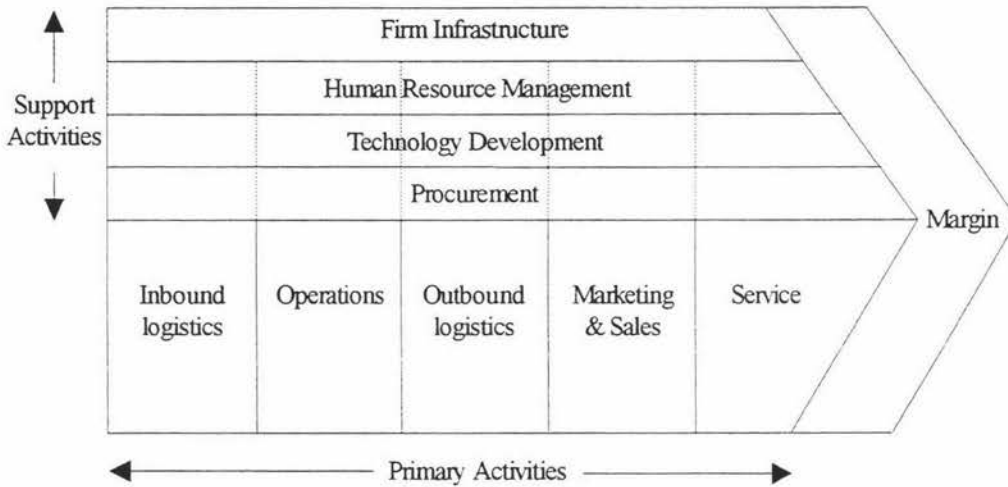 Firm Infrastructure
Human Resource Management
Support
Activities
Technology Development
Procurement
Margin
Inbound
logistics
Operations
Outbound
logistics
Marketing
& Sales
Service
Primary Activities